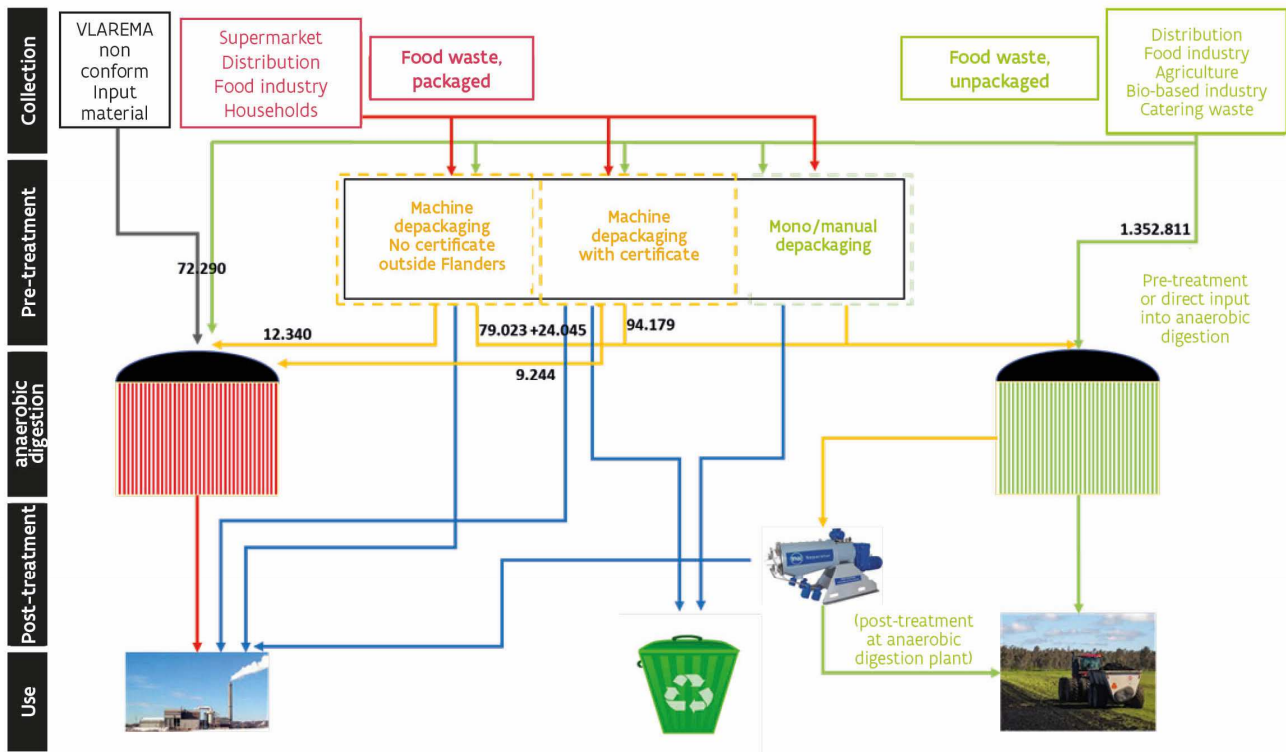 Collection
VLAREMA
non
conform
Input
material
Supermarket
Distribution
Food industry
Households
Food waste,
packaged
Food waste,
unpackaged
Distribution
Food industry
Agriculture
Bio-based industry
Catering waste
Pre-treatment
Machine
depackaging
No certificate
outside Flanders
Machine
depackaging
with certificate
Mono/manual
depackaging
1.352.811
72.290
Pre-treatment
or direct input
into anaerobic
digestion
12.340
79.023 +24.045
94.179
9.244
anaerobic
digestion
Post-treatment
(post-treatment
at anaerobic
digestion plant)
Use